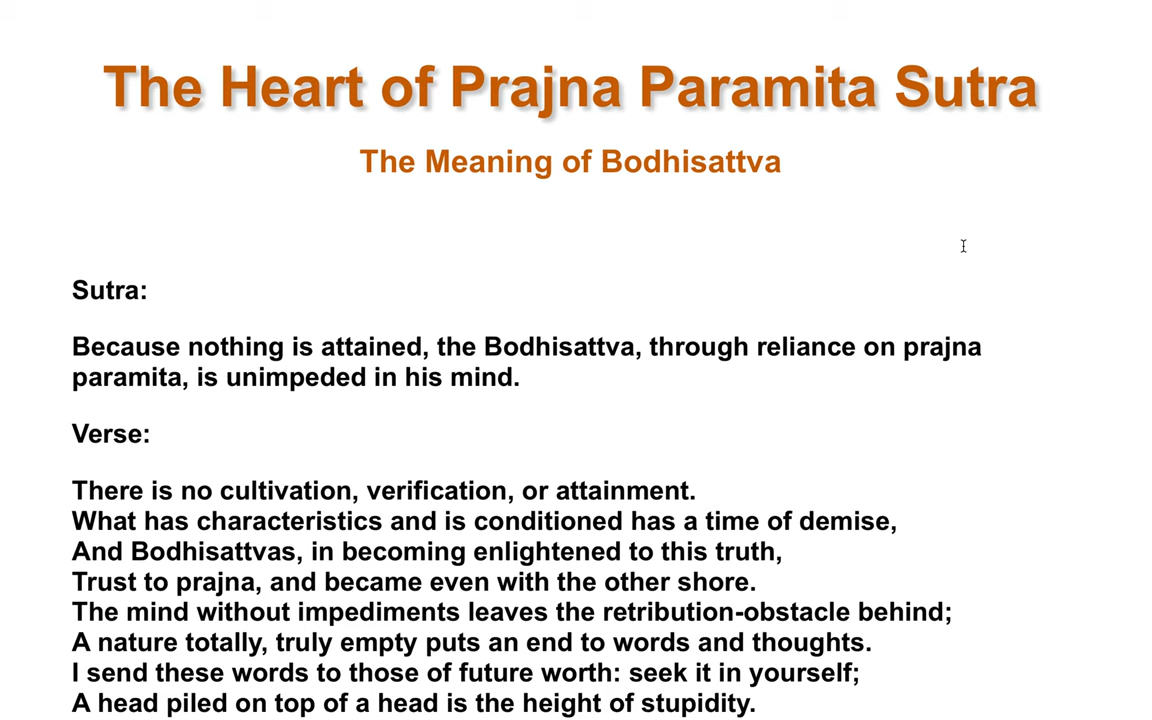 The Heart of Prajna Paramita Sutra
The Meaning of Bodhisattva
Sutra:
Because nothing is attained, the Bodhisattva, through reliance on prajna
paramita, is unimpeded in his mind.
Verse:
There is no cultivation, verification, or attainment.
What has characteristics and is conditioned has a time of demise,
And Bodhisattvas, in becoming enlightened to this truth,
Trust to prajna, and became even with the other shore.
The mind without impediments leaves the retribution-obstacle behind;
A nature totally, truly empty puts an end to words and thoughts.
I send these words to those of future worth: seek it in yourself;
A head piled on top of a head is the height of stupidity.